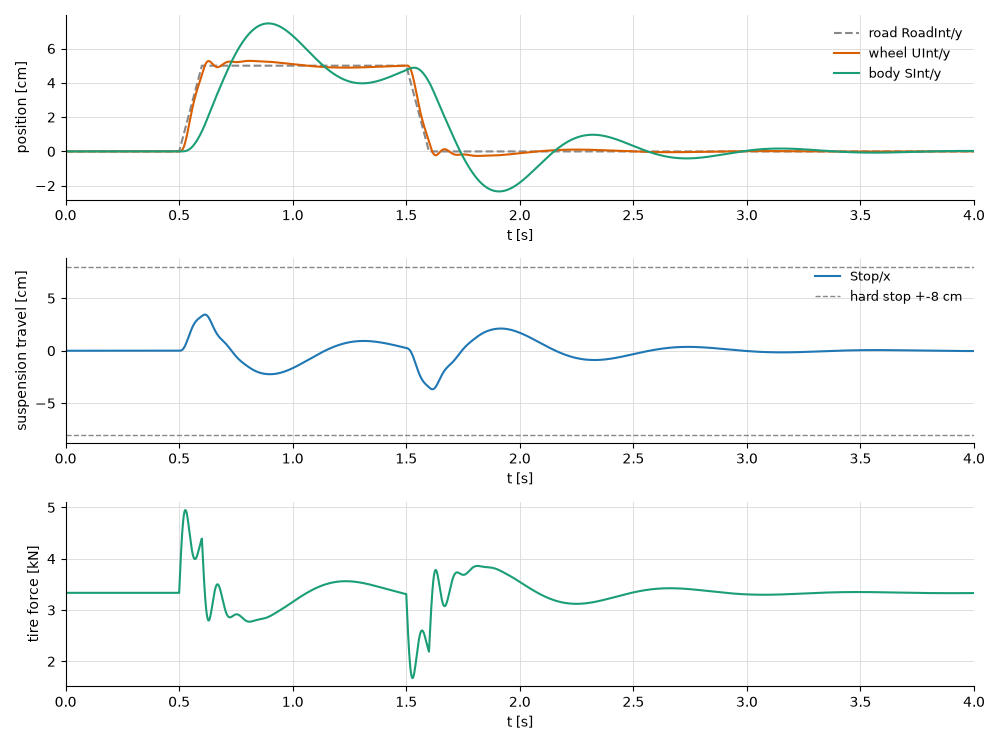 position [cm]
6
4
2
0
−2
road RoadInt/y
wheel UInt/y
body SInt/y
0.0 0.5 1.0 1.5 2.0 2.5 3.0 3.5 4.0
t [s]
suspension travel [cm]
5
0
−5
Stop/x
hard stop +-8 cm
0.0 0.5 1.0 1.5 2.0 2.5 3.0 3.5 4.0
t [s]
tire force [kN]
5
4
3
2
0.0 0.5 1.0 1.5 2.0 2.5 3.0 3.5 4.0
t [s]